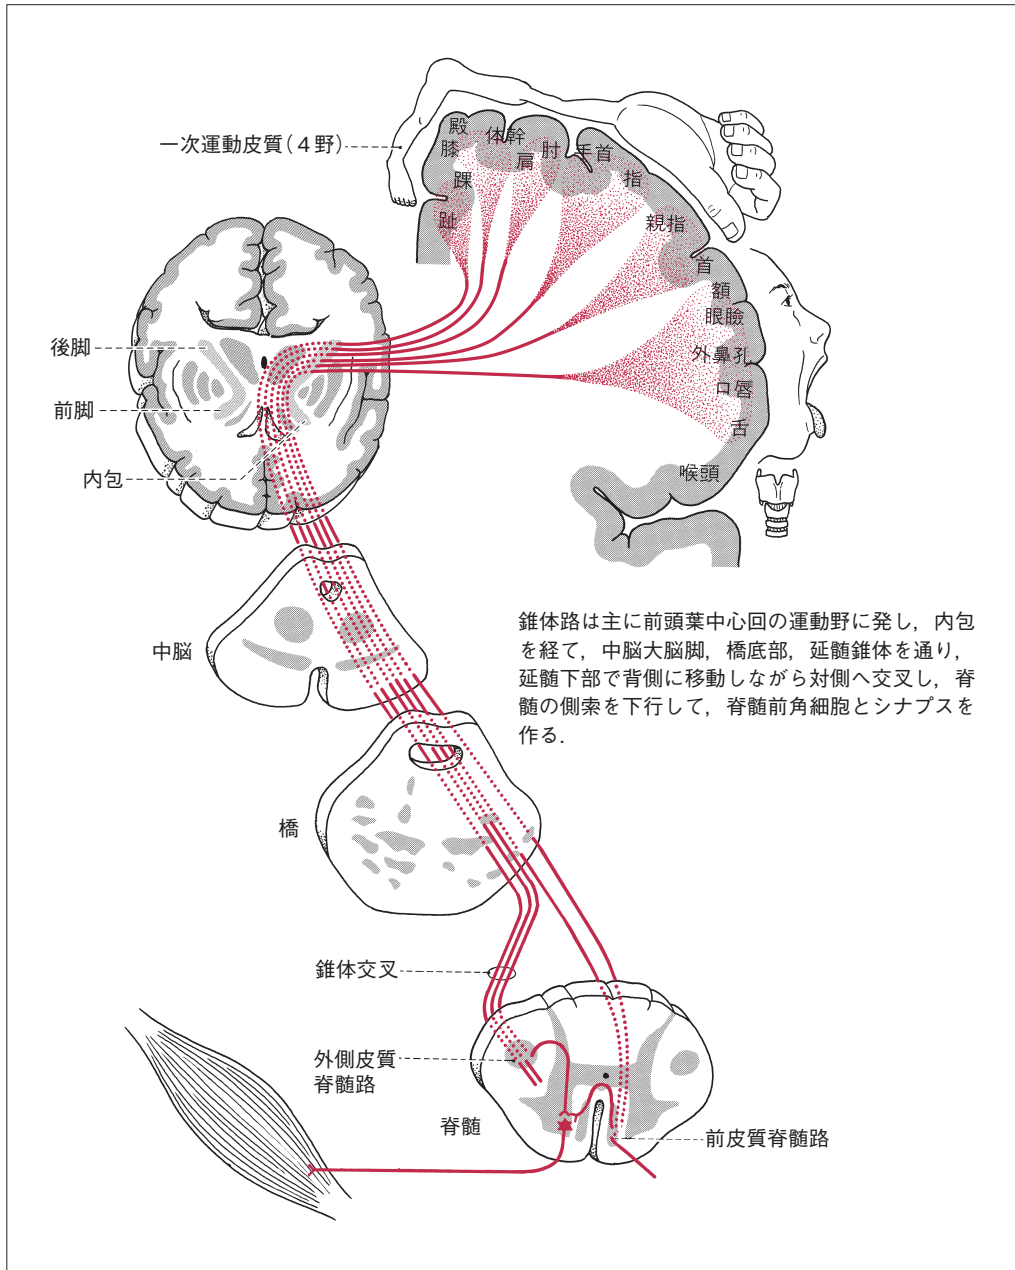 一次運動皮質(4野)
殿
膝
体幹
肩
肘
手首
指
踝
趾
親指
首
額
眼瞼
外鼻孔
口唇
舌
喉頭
後脚
前脚
内包
中脳
錐体路は主に前頭葉中心回の運動野に発し，内包
を経て，中脳大脳脚，橋底部，延髄錐体を通り，
延髄下部で背側に移動しながら対側へ交叉し，脊
髄の側索を下行して，脊髄前角細胞とシナプスを
作る.
橋
錐体交叉
外側皮質
脊髄路
脊髄
前皮質脊髄路